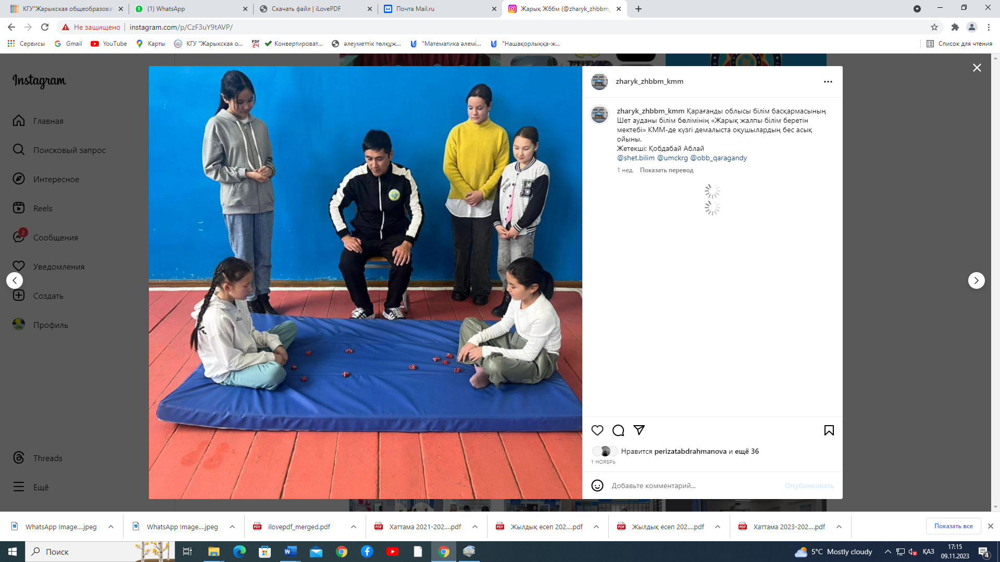 КГУ"Жарыкская общеобразоват
(1) WhatsApp
Скачать файл | iLovePDF
Почта Mail.ru
Жарық Жббм (@zharyk_zhbbm_
Не защищено
instagram.com/p/CzF3uY9tAVP/
Сервисы
Gmail
YouTube
Карты
КГУ "Жарыкская о...
Конвертироват...
әлеуметтік төлқұж...
"Математика әлемі...
"Нашақорлыққа-ж...
Список для чтения
Instagram
Главная
Поисковый запрос
Интересное
Reels
2
Сообщения
Уведомления
Создать
Профиль
Threads
Ещё
B
zharyk_zhbbm_kmm
zharyk_zhbbm_kmm Қарағанды облысы білім басқармасының
Шет ауданы білім бөлімінің «Жарық жалпы білім беретін
мектебі» КММ-де күзгі демалыста оқушылардың бес асық
ойыны.
Жетекші: Қобдабай Аблай
@shet.bilim @umckrg @obb_qaragandy
1 нед. Показать перевод
Нравится perizatabdrahmanova и ещё 36
1 НОЯБРЬ
Добавьте комментарий...
Опубликовать
WhatsApp Image....jpeg
WhatsApp Image....jpeg
ilovepdf_merged.pdf
Хаттама 2021-202....pdf
Жылдық есеп 202....pdf
Жылдық есеп 202....pdf
Хаттама 2023-202....pdf
Показать все
Поиск
5°C Mostly cloudy
ҚАЗ
17:15
09.11.2023
4